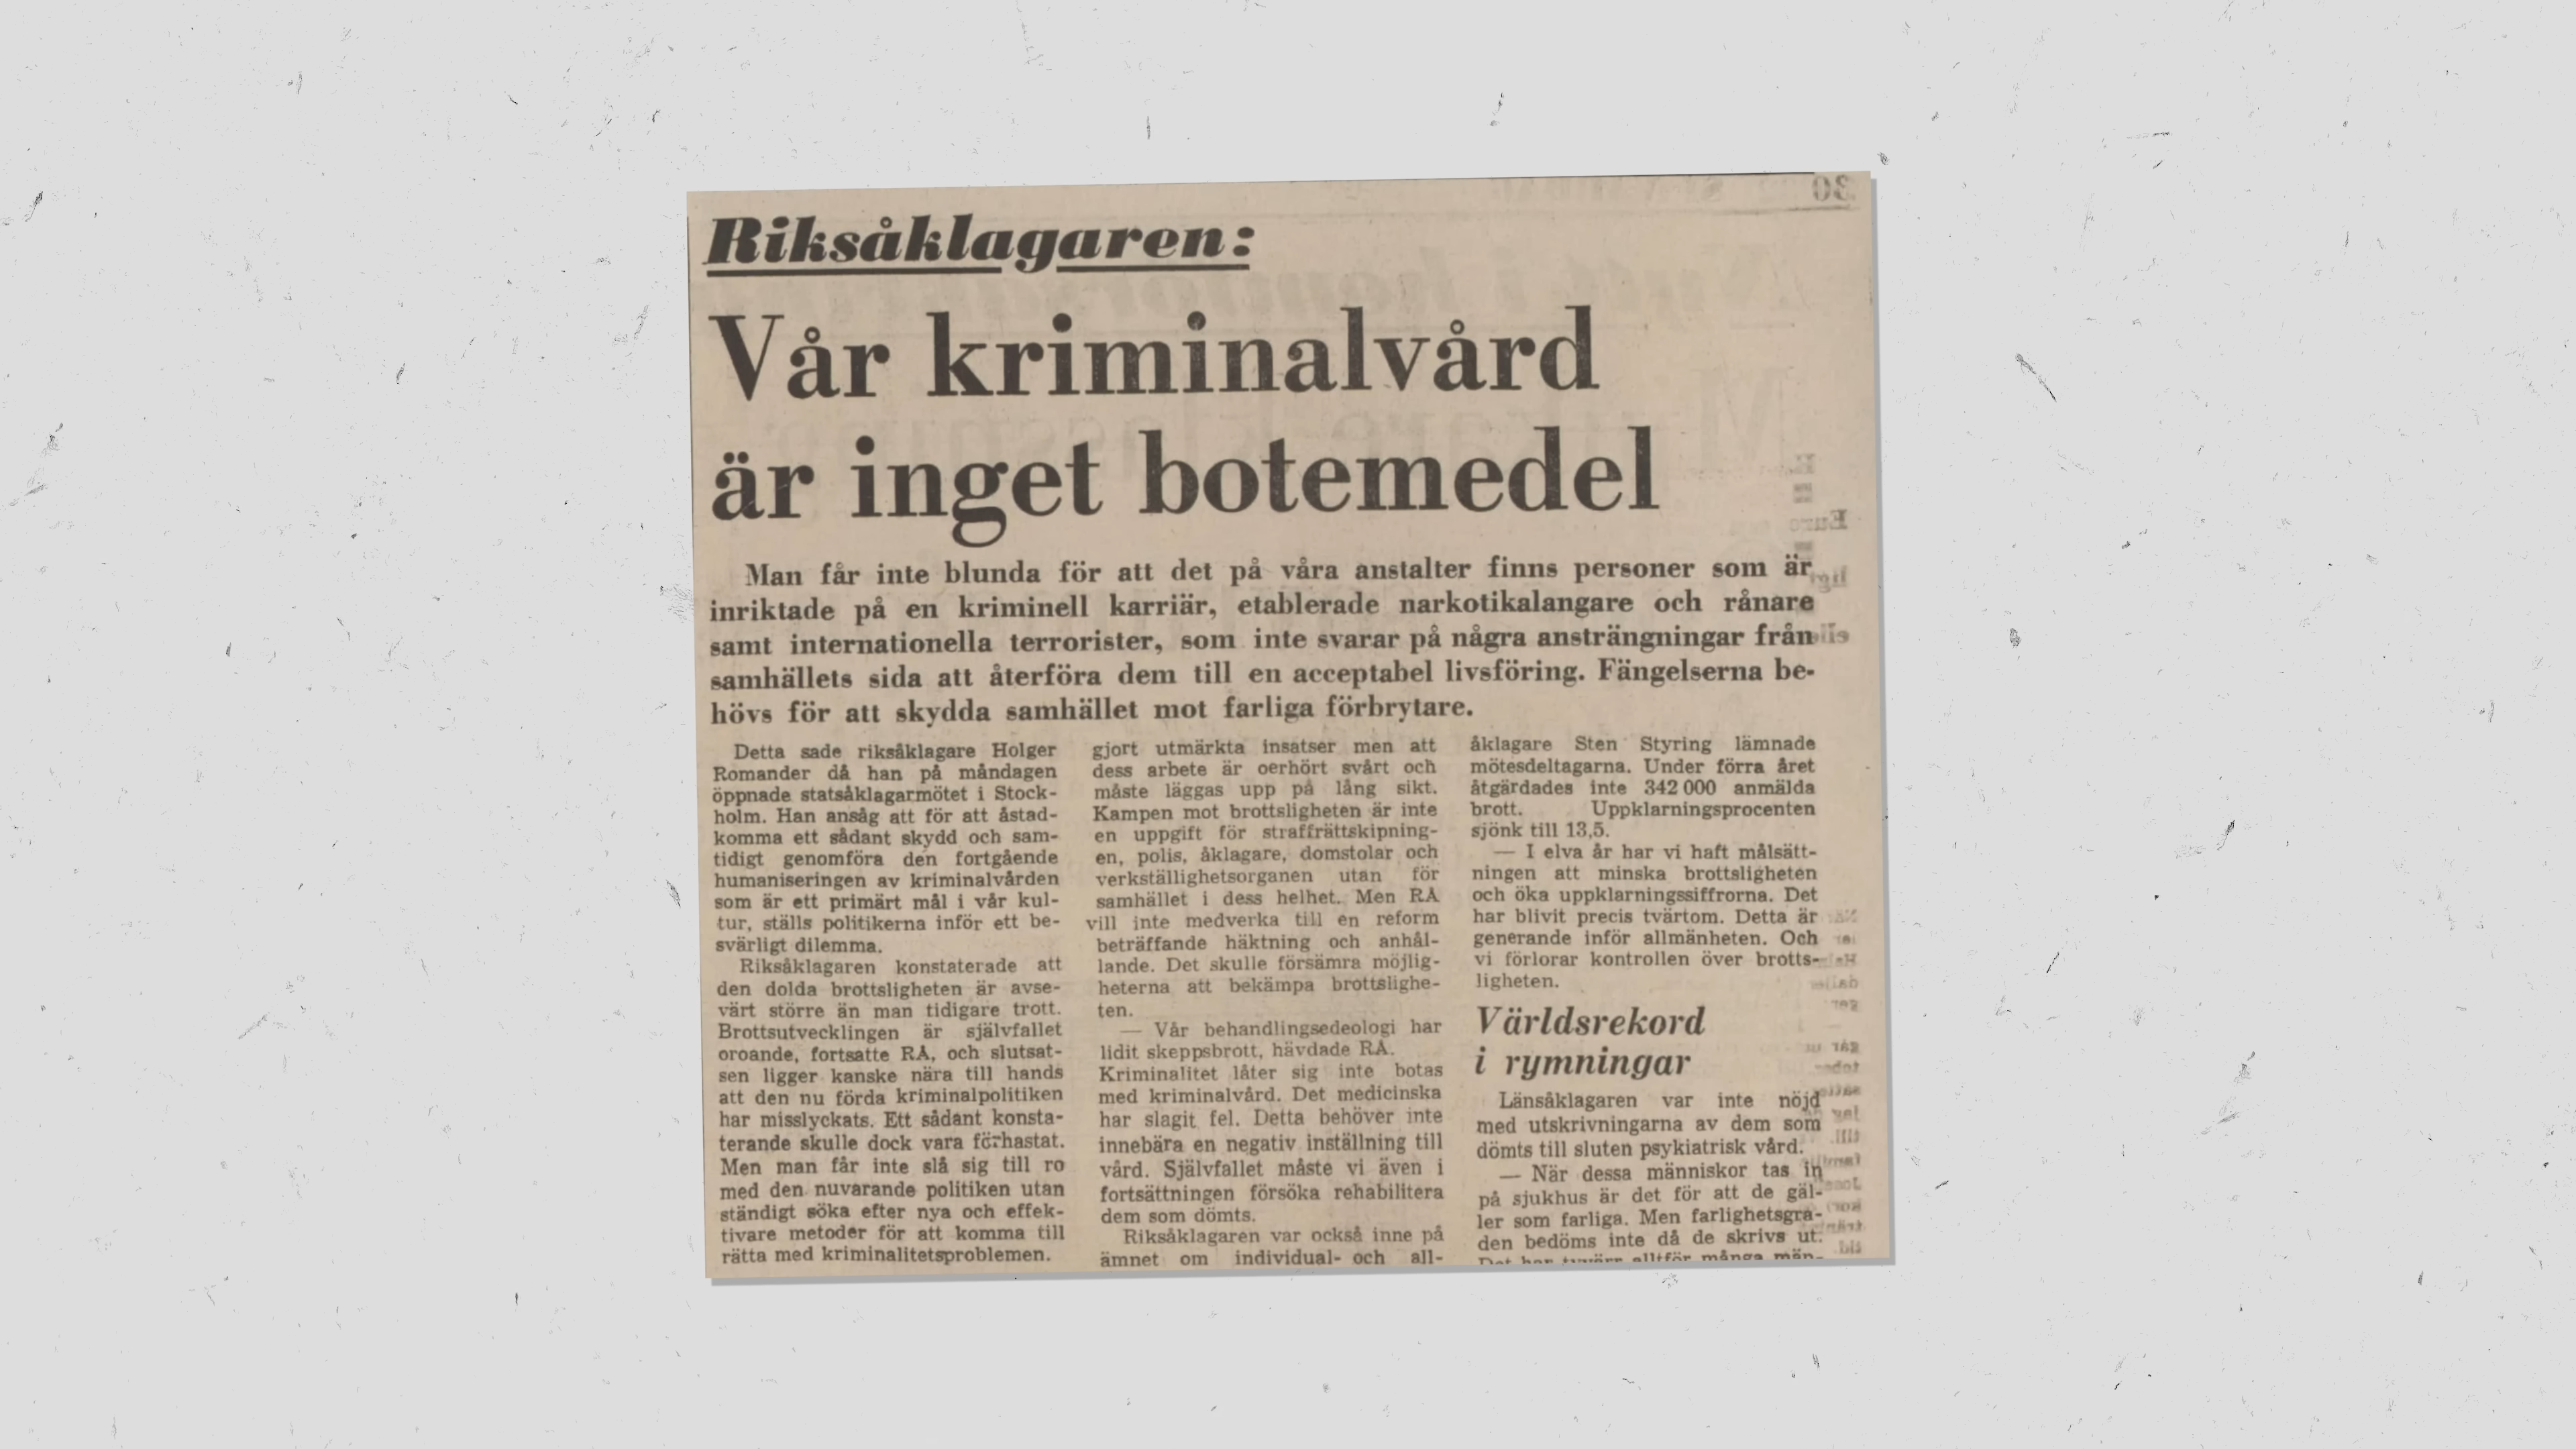 Riksåklagaren:
Vår kriminalvård
är inget botemedel
Man får inte blunda för att det på våra anstalter finns personer som är
inriktade på en kriminell karriär, etablerade narkotikalangare och rånare
samt internationella terrorister, som inte svarar på några ansträngningar från
samhällets sida att återföra dem till en acceptabel livsföring. Fängelserna be-
hövs för att skydda samhället mot farliga förbrytare.
Detta sade riksåklagare Holger
Romander då han på måndagen
öppnade statsåklagarmötet i Stock-
holm. Han ansåg att för att åstad-
komma ett sådant skydd och sam-
tidigt genomföra den fortgående
humaniseringen av kriminalvården
som är ett primärt mål i vår kul-
tur, ställs politikerna inför ett be-
svärligt dilemma.
Riksåklagaren konstaterade att
den dolda brottsligheten är avse-
värt större än man tidigare trott.
Brottsutvecklingen är självfallet
oroande, fortsatte RÅ, och slutsat-
sen ligger kanske nära till hands
att den nu förda kriminalpolitiken
har misslyckats. Ett sådant konsta-
terande skulle dock vara förhastat.
Men man får inte slå sig till ro
med den nuvarande politiken utan
ständigt söka efter nya och effek-
tivare metoder för att komma till
rätta med kriminalitetsproblemen.
gjort utmärkta insatser men att
dess arbete är oerhört svårt och
måste läggas upp på lång sikt.
Kampen mot brottsligheten är inte
en uppgift för straffrättskipning-
en, polis, åklagare, domstolar och
verkställighetsorganen utan för
samhället i dess helhet. Men RÅ
vill inte medverka till en reform
beträffande häktning och anhål-
lande. Det skulle försämra möjlig-
heterna att bekämpa brottslighe-
ten.
— Vår behandlingsedeologi har
lidit skeppsbrott, hävdade RÅ.
Kriminalitet låter sig inte botas
med kriminalvård. Det medicinska
har slagit fel. Detta behöver inte
innebära en negativ inställning till
vård. Självfallet måste vi även i
fortsättningen försöka rehabilitera
dem som dömts.
Riksåklagaren var också inne på
ämnet om individual- och all-
åklagare Sten Styring lämnade
mötesdeltagarna. Under förra året
åtgärdades inte 342 000 anmälda
brott. Uppklarningsprocenten
sjönk till 13,5.
— I elva år har vi haft målsätt-
ningen att minska brottsligheten
och öka uppklarningssiffrorna. Det
har blivit precis tvärtom. Detta är
generande inför allmänheten. Och
vi förlorar kontrollen över brotts-
ligheten.
Världsrekord
i rymningar
Länsåklagaren var inte nöjd
med utskrivningarna av dem som
dömts till sluten psykiatrisk vård.
— När dessa människor tas in
på sjukhus är det för att de gäl-
ler som farliga. Men farlighetsgra-
den bedöms inte då de skrivs ut.
Det har tyvärr alltför många män-